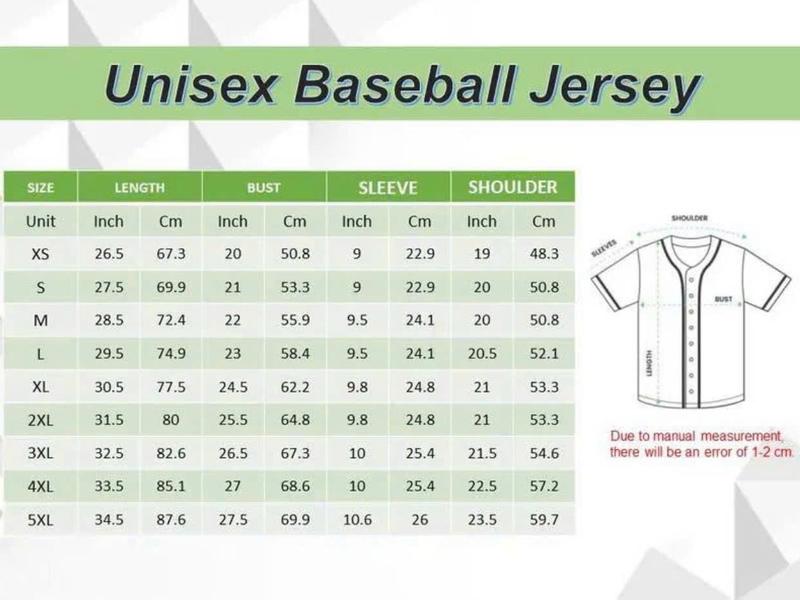 Unisex Baseball Jersey
SIZE LENGTH BUST SLEEVE SHOULDER
Unit Inch Cm Inch Cm Inch Cm Inch Cm
XS 26.5 67.3 20 50.8 9 22.9 19 48.3
S 27.5 69.9 21 53.3 9 22.9 20 50.8
M 28.5 72.4 22 55.9 9.5 24.1 20 50.8
L 29.5 74.9 23 58.4 9.5 24.1 20.5 52.1
XL 30.5 77.5 24.5 62.2 9.8 24.8 21 53.3
2XL 31.5 80 25.5 64.8 9.8 24.8 21 53.3
3XL 32.5 82.6 26.5 67.3 10 25.4 21.5 54.6
4XL 33.5 85.1 27 68.6 10 25.4 22.5 57.2
5XL 34.5 87.6 27.5 69.9 10.6 26 23.5 59.7
SHOULDER
SLEEVES
BUST
LENGTH
Due to manual measurement,
there will be an error of 1-2 cm.